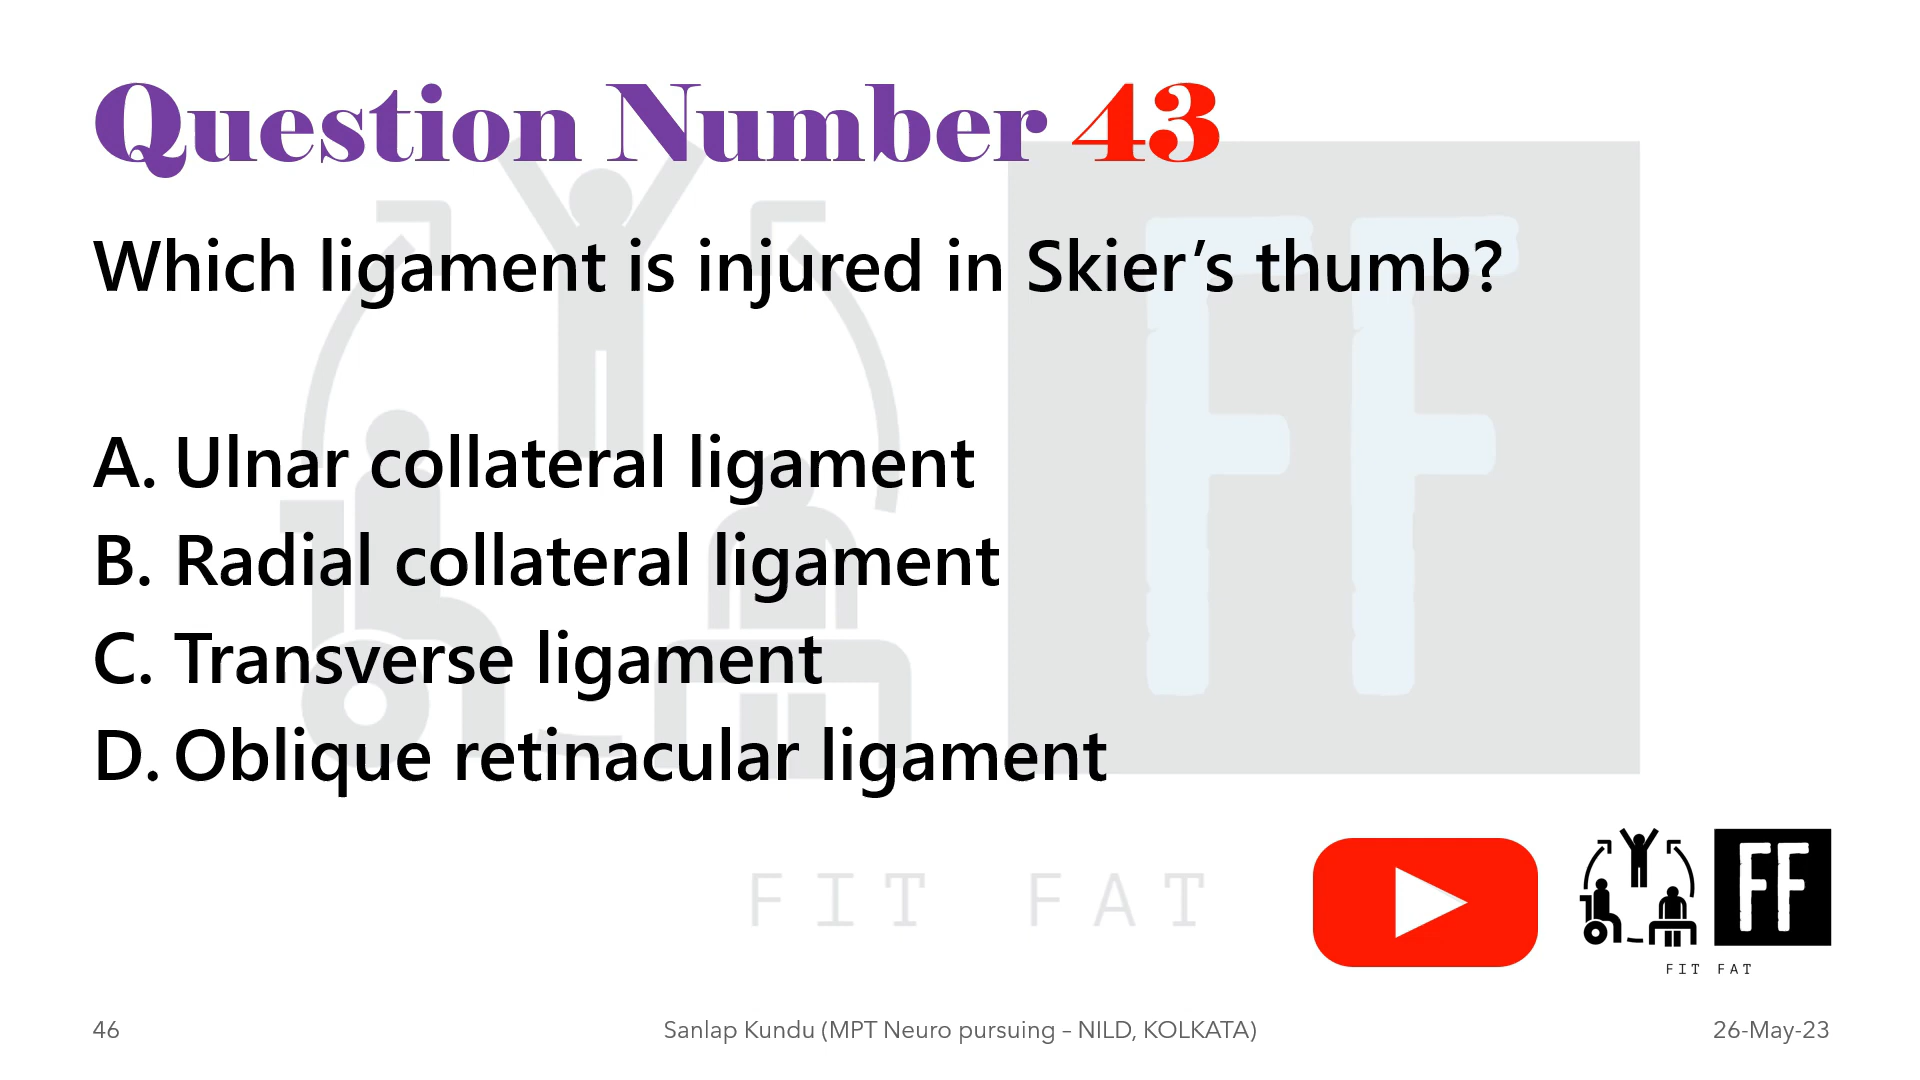 Question Number 43
Which ligament is injured in Skier’s thumb?
A. Ulnar collateral ligament
B. Radial collateral ligament
C. Transverse ligament
D. Oblique retinacular ligament
FF
FIT FAT
FF
FIT FAT
46
Sanlap Kundu (MPT Neuro pursuing – NILD, KOLKATA)
26-May-23